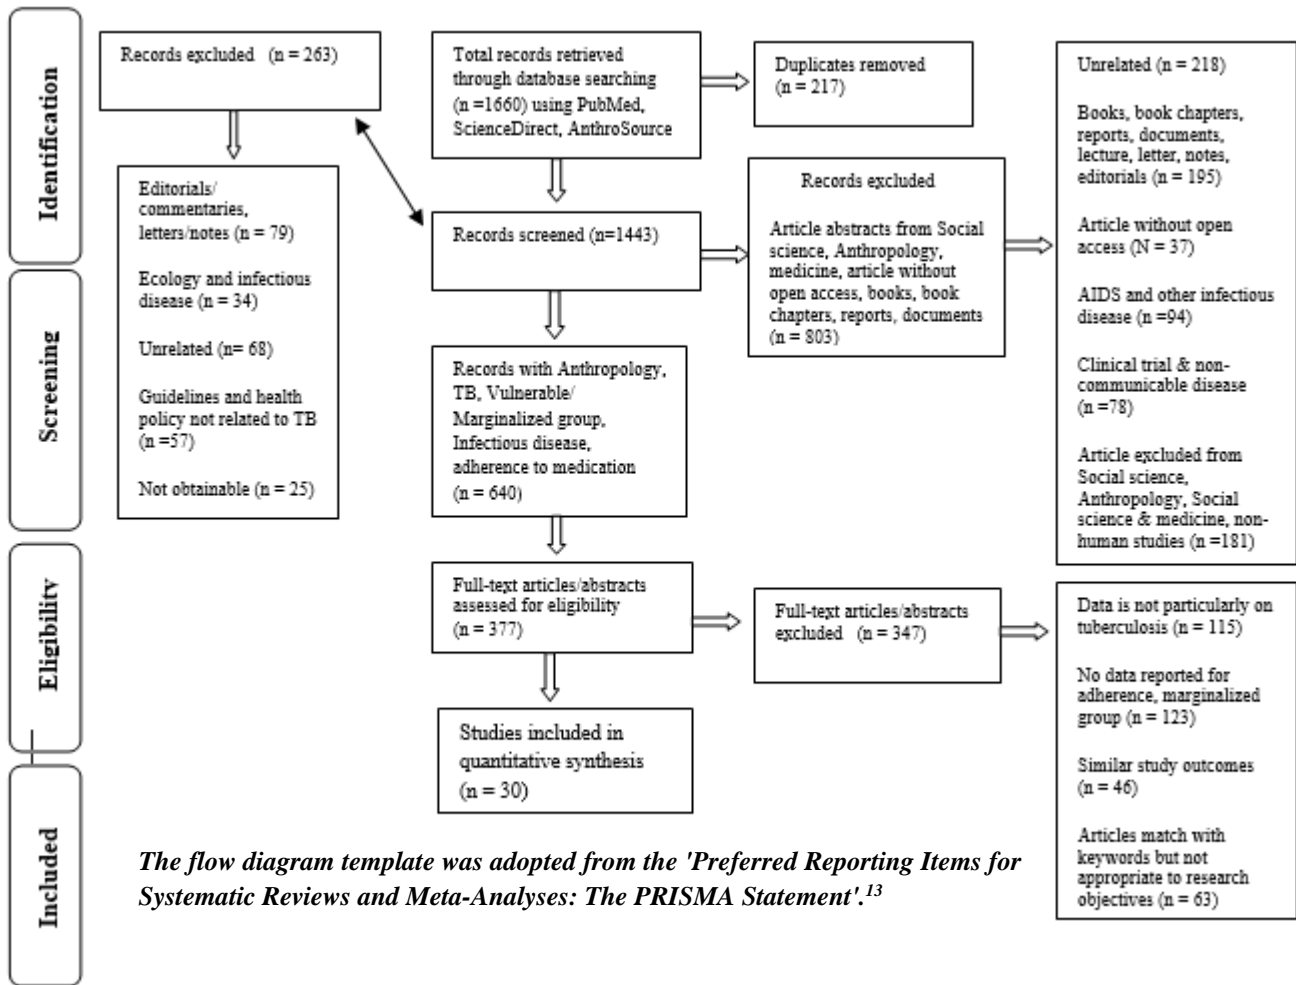 Identification
Screening
Eligibility
Included
Records excluded (n = 263)
Editorials/
commentaries,
letters/notes (n = 79)
Ecology and infectious
disease (n = 34)
Unrelated (n= 68)
Guidelines and health
policy not related to TB
(n =57)
Not obtainable (n = 25)
Total records retrieved
through database searching
(n =1660) using PubMed,
ScienceDirect, AnthroSource
Duplicates removed
(n = 217)
Records screened (n=1443)
Records excluded
Article abstracts from Social
science, Anthropology,
medicine, article without
open access, books, book
chapters, reports, documents
(n = 803)
Unrelated (n = 218)
Books, book chapters,
reports, documents,
lecture, letter, notes,
editorials (n = 195)
Article without open
access (N = 37)
AIDS and other infectious
disease (n =94)
Clinical trial & non-
communicable disease
(n =78)
Article excluded from
Social science,
Anthropology, Social
science & medicine, non-
human studies (n =181)
Records with Anthropology,
TB, Vulnerable/
Marginalized group,
Infectious disease,
adherence to medication
(n = 640)
Full-text articles/abstracts
assessed for eligibility
(n = 377)
Full-text articles/abstracts
excluded (n = 347)
Data is not particularly on
tuberculosis (n = 115)
No data reported for
adherence, marginalized
group (n = 123)
Similar study outcomes
(n = 46)
Articles match with
keywords but not
appropriate to research
objectives (n = 63)
Studies included in
quantitative synthesis
(n = 30)
The flow diagram template was adopted from the 'Preferred Reporting Items for
Systematic Reviews and Meta-Analyses: The PRISMA Statement'.13